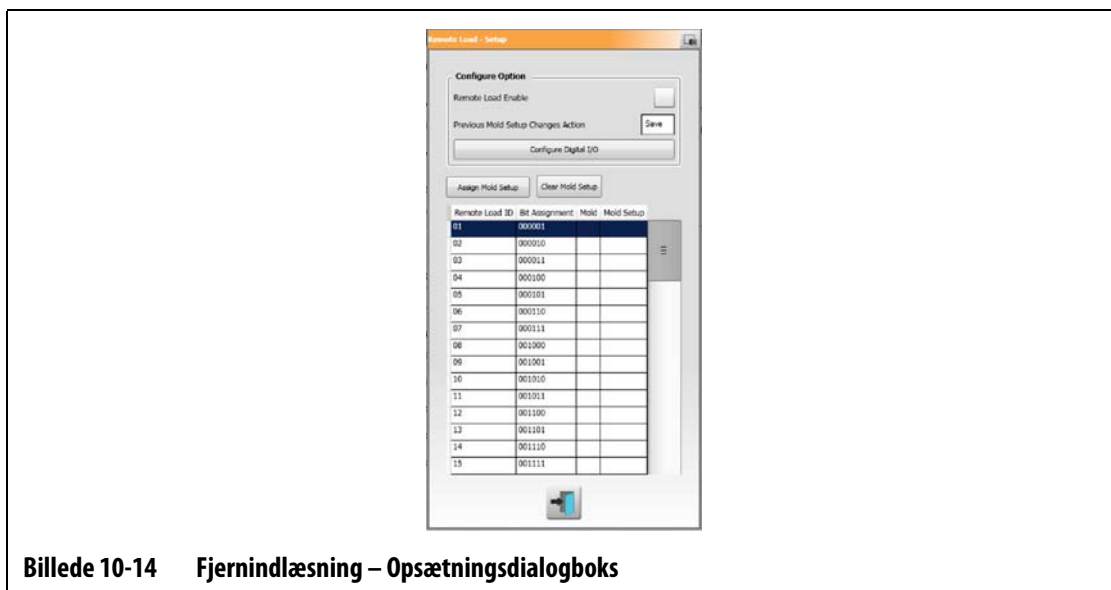 Remote Load - Setup
Configure Option
Remote Load Enable
Previous Mold Setup Changes Action Save
Configure Digital I/O
Assign Mold Setup Clear Mold Setup
Remote Load ID Bit Assignment Mold Mold Setup
01 000001
02 000010
03 000011
04 000100
05 000101
06 000110
07 000111
08 001000
09 001001
10 001010
11 001011
12 001100
13 001101
14 001110
15 001111
Billede 10-14 Fjernindlæsning – Opsætningsdialogboks